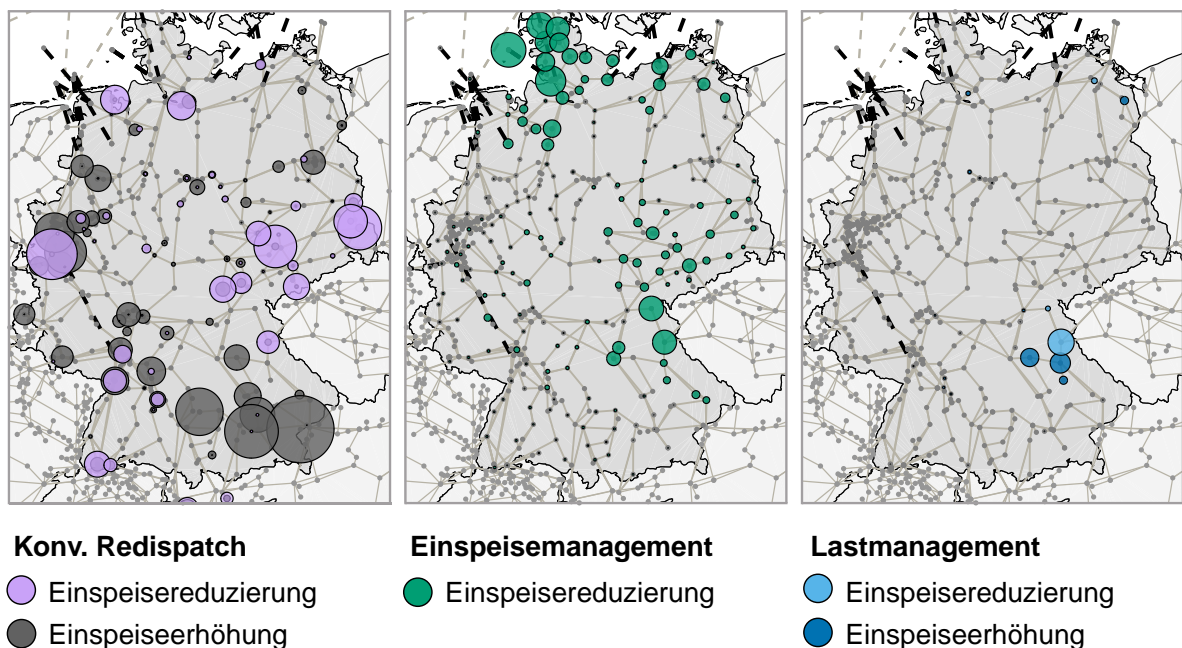 Konv. Redispatch
Einspeisereduzierung
Einspeiseerhöhung
Einspeisemanagement
Einspeisereduzierung
Lastmanagement
Einspeisereduzierung
Einspeiseerhöhung